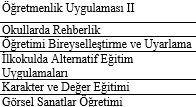 Öğretmenlik Uygulaması II
Okullarda Rehberlik
Öğretimi Bireyselleştirme ve Uyarlama
İlkokulda Alternatif Eğitim
Uygulamaları
Karakter ve Değer Eğitimi
Görsel Sanatlar Öğretimi